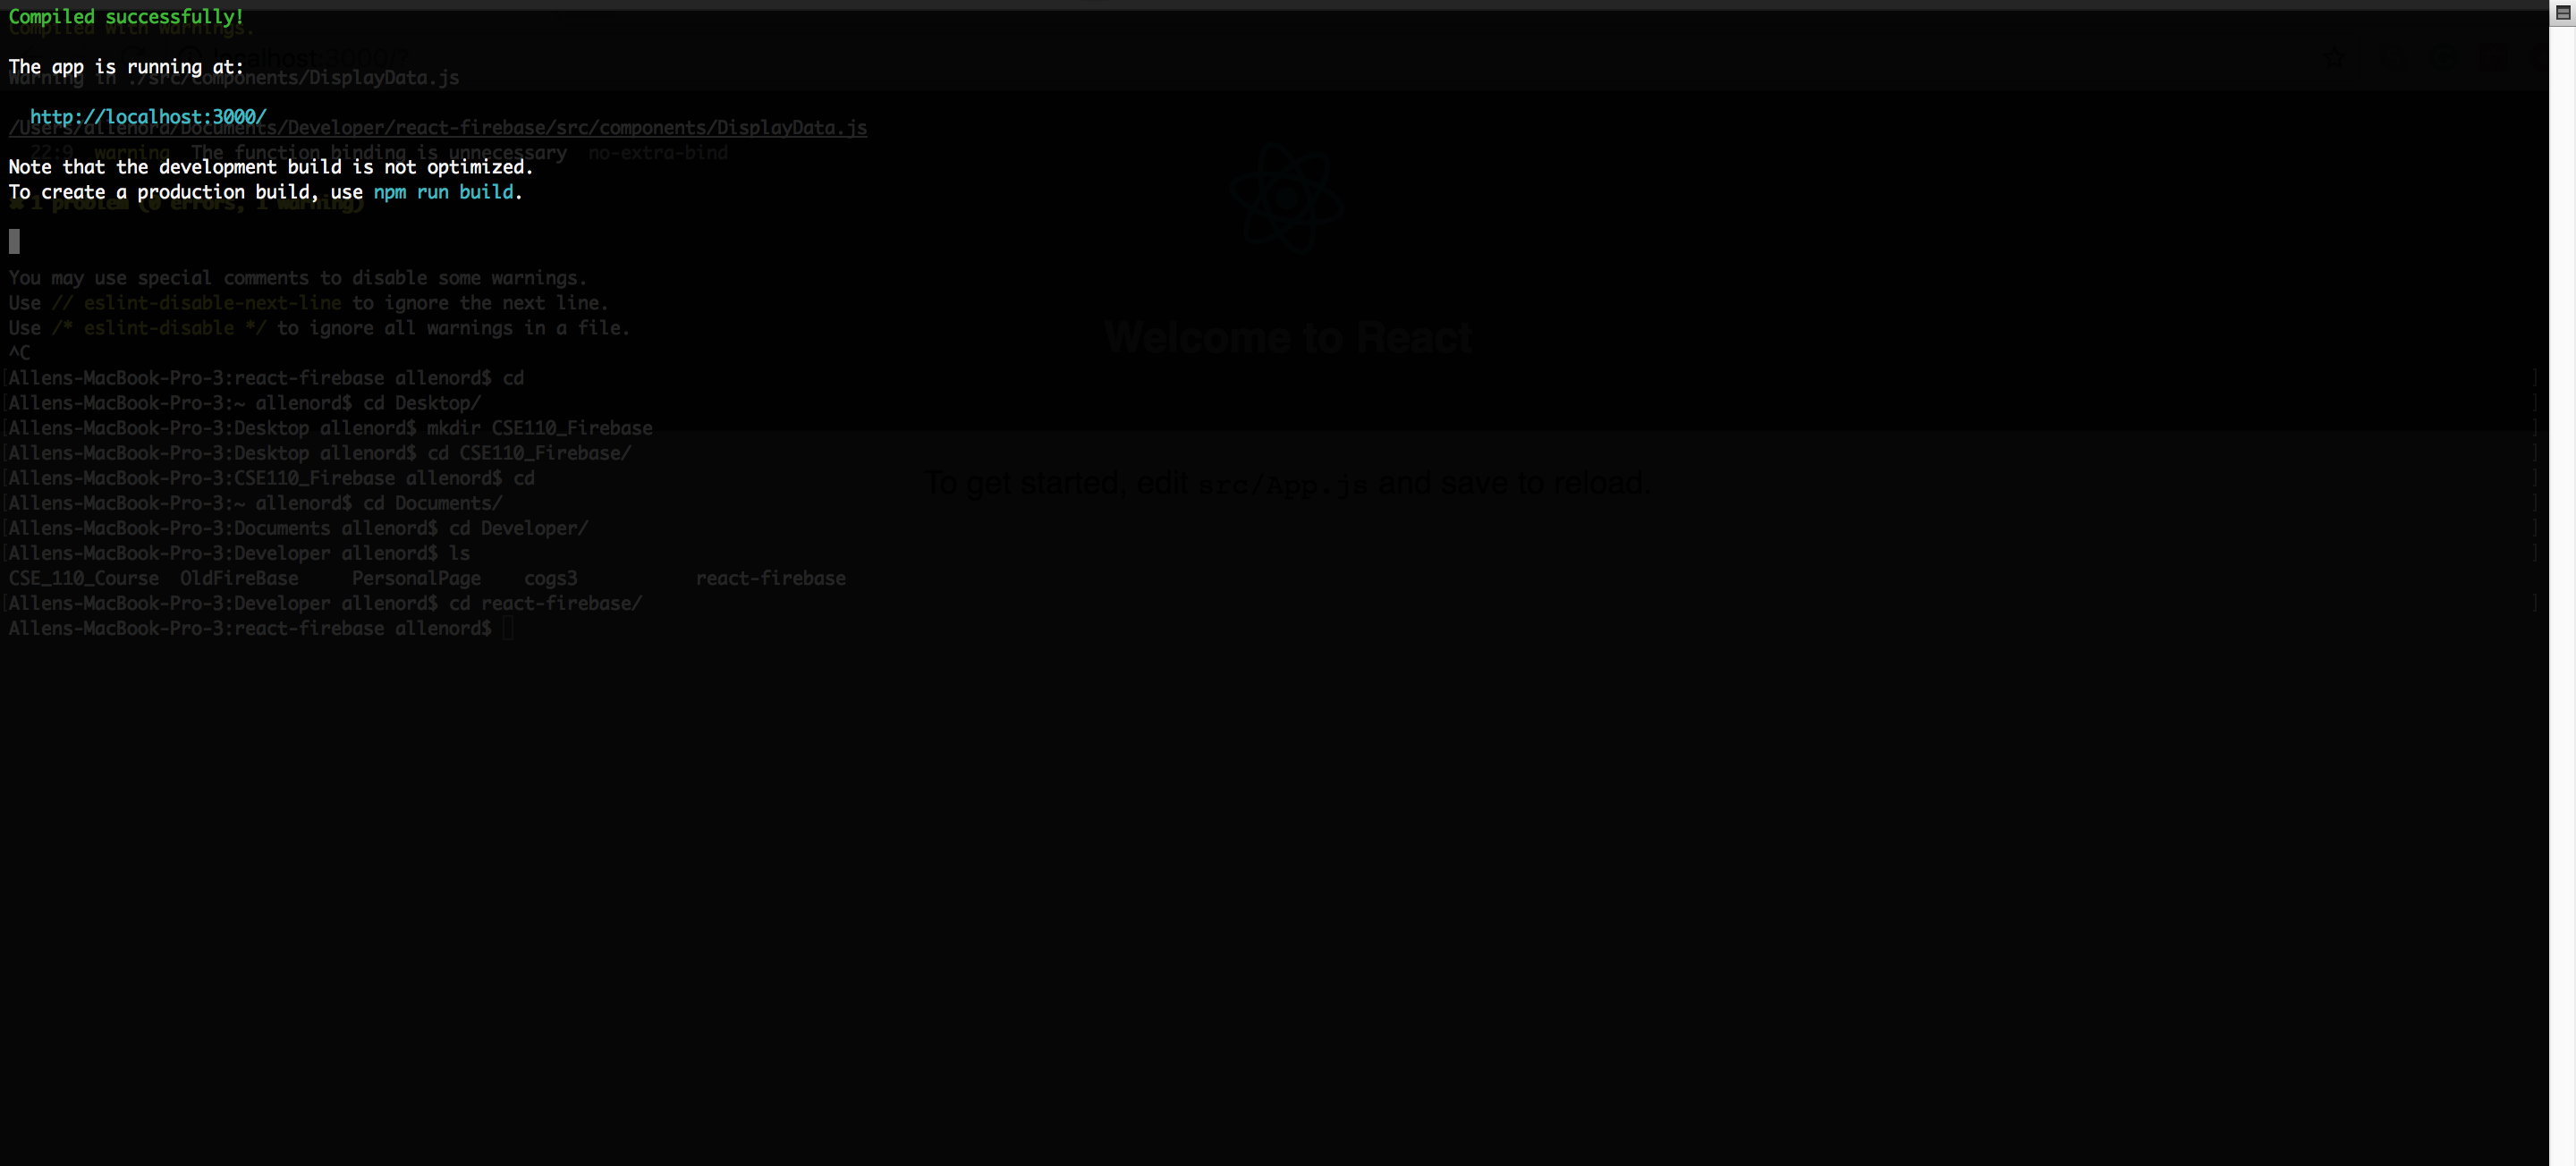 Compiled successfully!
Compiled with warnings.
localhost:3000/?
The app is running at:
Warning in ./src/components/DisplayData.js
http://localhost:3000/
/Users/allenord/Documents/Developer/react-firebase/src/components/DisplayData.js
22:9 warning The function binding is unnecessary no-extra-bind
Note that the development build is not optimized.
To create a production build, use npm run build.
✖ 1 problem (0 errors, 1 warning)
You may use special comments to disable some warnings.
Use // eslint-disable-next-line to ignore the next line.
Use /* eslint-disable */ to ignore all warnings in a file.
^C
[Allens-MacBook-Pro-3:react-firebase allenord$ cd ]
[Allens-MacBook-Pro-3:~ allenord$ cd Desktop/ ]
[Allens-MacBook-Pro-3:Desktop allenord$ mkdir CSE110_Firebase ]
[Allens-MacBook-Pro-3:Desktop allenord$ cd CSE110_Firebase/ ]
[Allens-MacBook-Pro-3:CSE110_Firebase allenord$ cd ]
[Allens-MacBook-Pro-3:~ allenord$ cd Documents/ ]
[Allens-MacBook-Pro-3:Documents allenord$ cd Developer/ ]
[Allens-MacBook-Pro-3:Developer allenord$ ls ]
CSE_110_Course OldFireBase PersonalPage cogs3 react-firebase
[Allens-MacBook-Pro-3:Developer allenord$ cd react-firebase/ ]
Allens-MacBook-Pro-3:react-firebase allenord$
Welcome to React
To get started, edit src/App.js and save to reload.